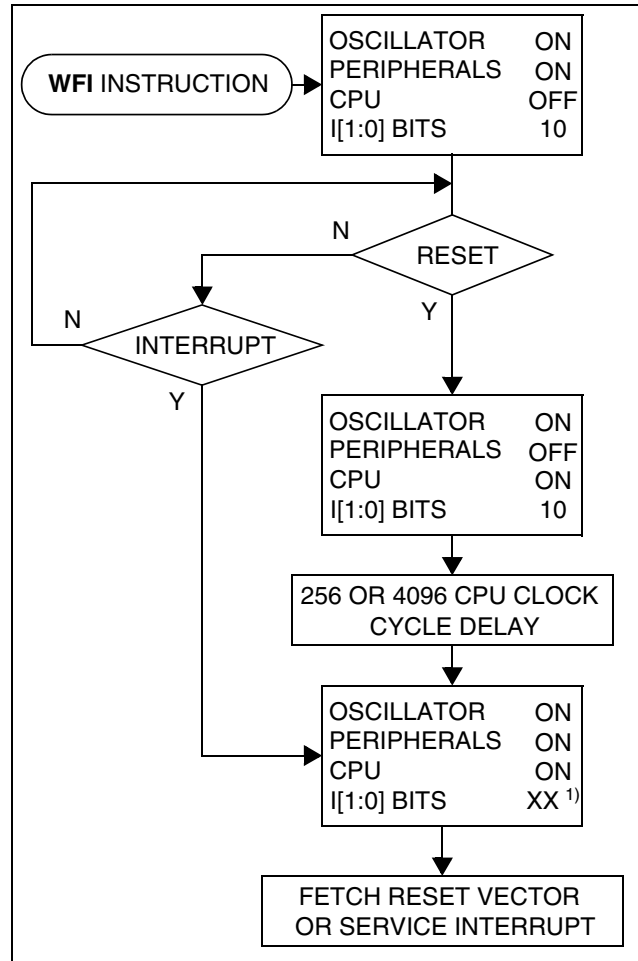 WFI INSTRUCTION
OSCILLATOR ON
PERIPHERALS ON
CPU OFF
I[1:0] BITS 10
N
RESET
Y
N
INTERRUPT
Y
OSCILLATOR ON
PERIPHERALS OFF
CPU ON
I[1:0] BITS 10
256 OR 4096 CPU CLOCK
CYCLE DELAY
OSCILLATOR ON
PERIPHERALS ON
CPU ON
I[1:0] BITS XX 1)
FETCH RESET VECTOR
OR SERVICE INTERRUPT